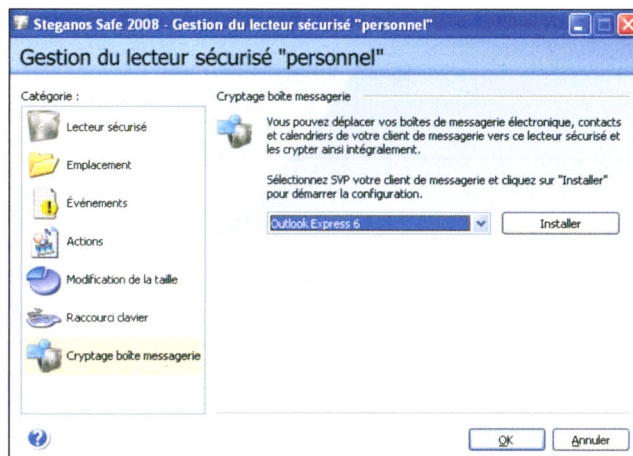 Steganos Safe 2008 - Gestion du lecteur sécurisé "personnel"
Gestion du lecteur sécurisé "personnel"
Catégorie :
Lecteur sécurisé
Emplacement
Événements
Actions
Modification de la taille
Raccourci clavier
Cryptage boîte messagerie
Cryptage boîte messagerie
Vous pouvez déplacer vos boîtes de messagerie électronique, contacts
et calendriers de votre client de messagerie vers ce lecteur sécurisé et
les crypter ainsi intégralement.
Sélectionnez SVP votre client de messagerie et cliquez sur "Installer"
pour démarrer la configuration.
Outlook Express 6
Installer
OK
Annuler